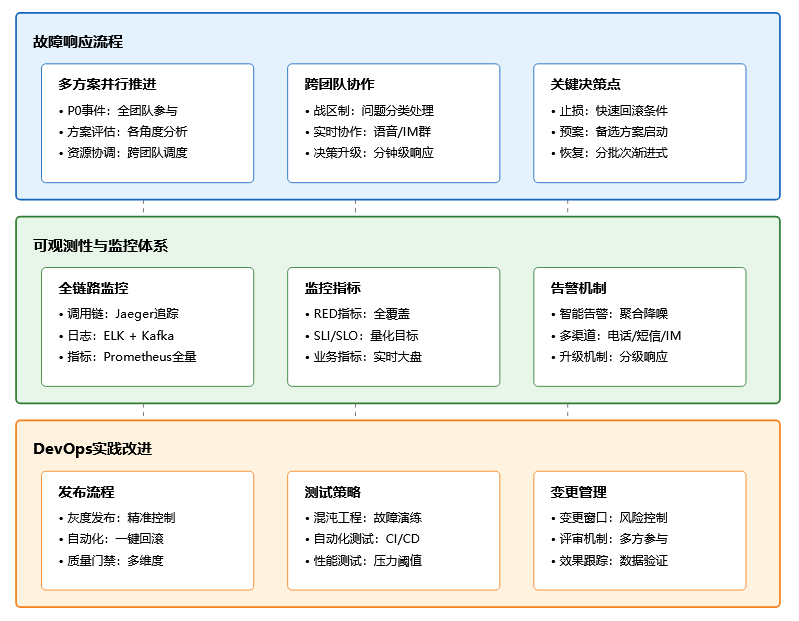 故障响应流程
多方案并行推进
• P0事件：全团队参与
• 方案评估：各角度分析
• 资源协调：跨团队调度
跨团队协作
• 战区制：问题分类处理
• 实时协作：语音/IM群
• 决策升级：分钟级响应
关键决策点
• 止损：快速回滚条件
• 预案：备选方案启动
• 恢复：分批次渐进式
可观测性与监控体系
全链路监控
• 调用链：Jaeger追踪
• 日志：ELK + Kafka
• 指标：Prometheus全量
监控指标
• RED指标：全覆盖
• SLI/SLO：量化目标
• 业务指标：实时大盘
告警机制
• 智能告警：聚合降噪
• 多渠道：电话/短信/IM
• 升级机制：分级响应
DevOps实践改进
发布流程
• 灰度发布：精准控制
• 自动化：一键回滚
• 质量门禁：多维度
测试策略
• 混沌工程：故障演练
• 自动化测试：CI/CD
• 性能测试：压力阈值
变更管理
• 变更窗口：风险控制
• 评审机制：多方参与
• 效果跟踪：数据验证